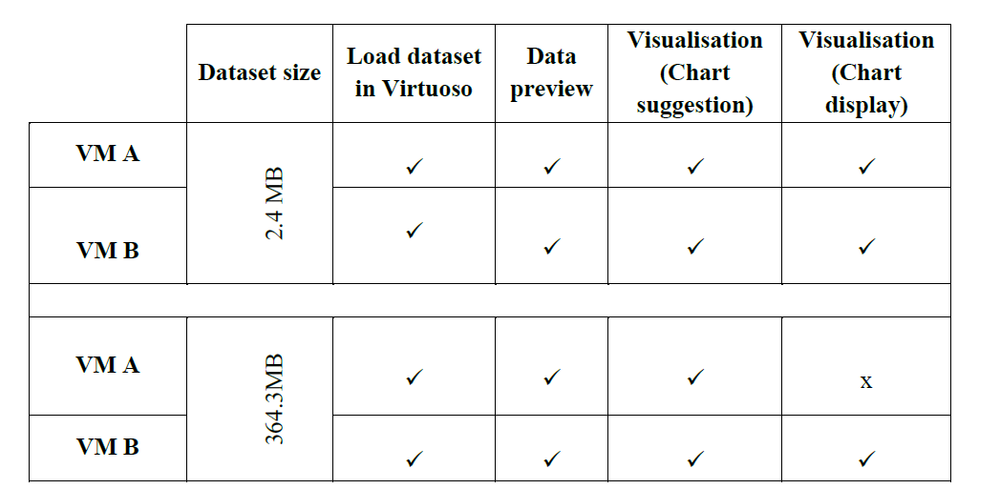 Dataset size
Load dataset
in Virtuoso
Data
preview
Visualisation
(Chart
suggestion)
Visualisation
(Chart
display)
VM A
2.4 MB
✓ ✓ ✓ ✓
VM B
✓ ✓ ✓ ✓
VM A
364.3MB
✓ ✓ ✓ x
VM B
✓ ✓ ✓ ✓